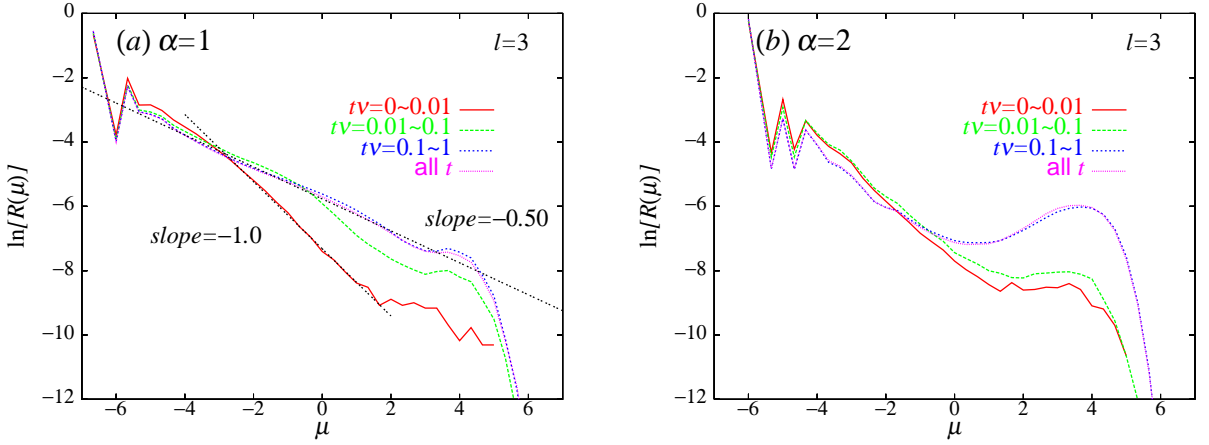 (a) α=1
l=3
tν=0~0.01
tν=0.01~0.1
tν=0.1~1
all t
slope=−0.50
slope=−1.0
0
−2
−4
−6
−8
−10
−12
−6 −4 −2 0 2 4 6
μ
ln[R(μ)]
(b) α=2
l=3
tν=0~0.01
tν=0.01~0.1
tν=0.1~1
all t
0
−2
−4
−6
−8
−10
−12
−6 −4 −2 0 2 4 6
μ
ln[R(μ)]